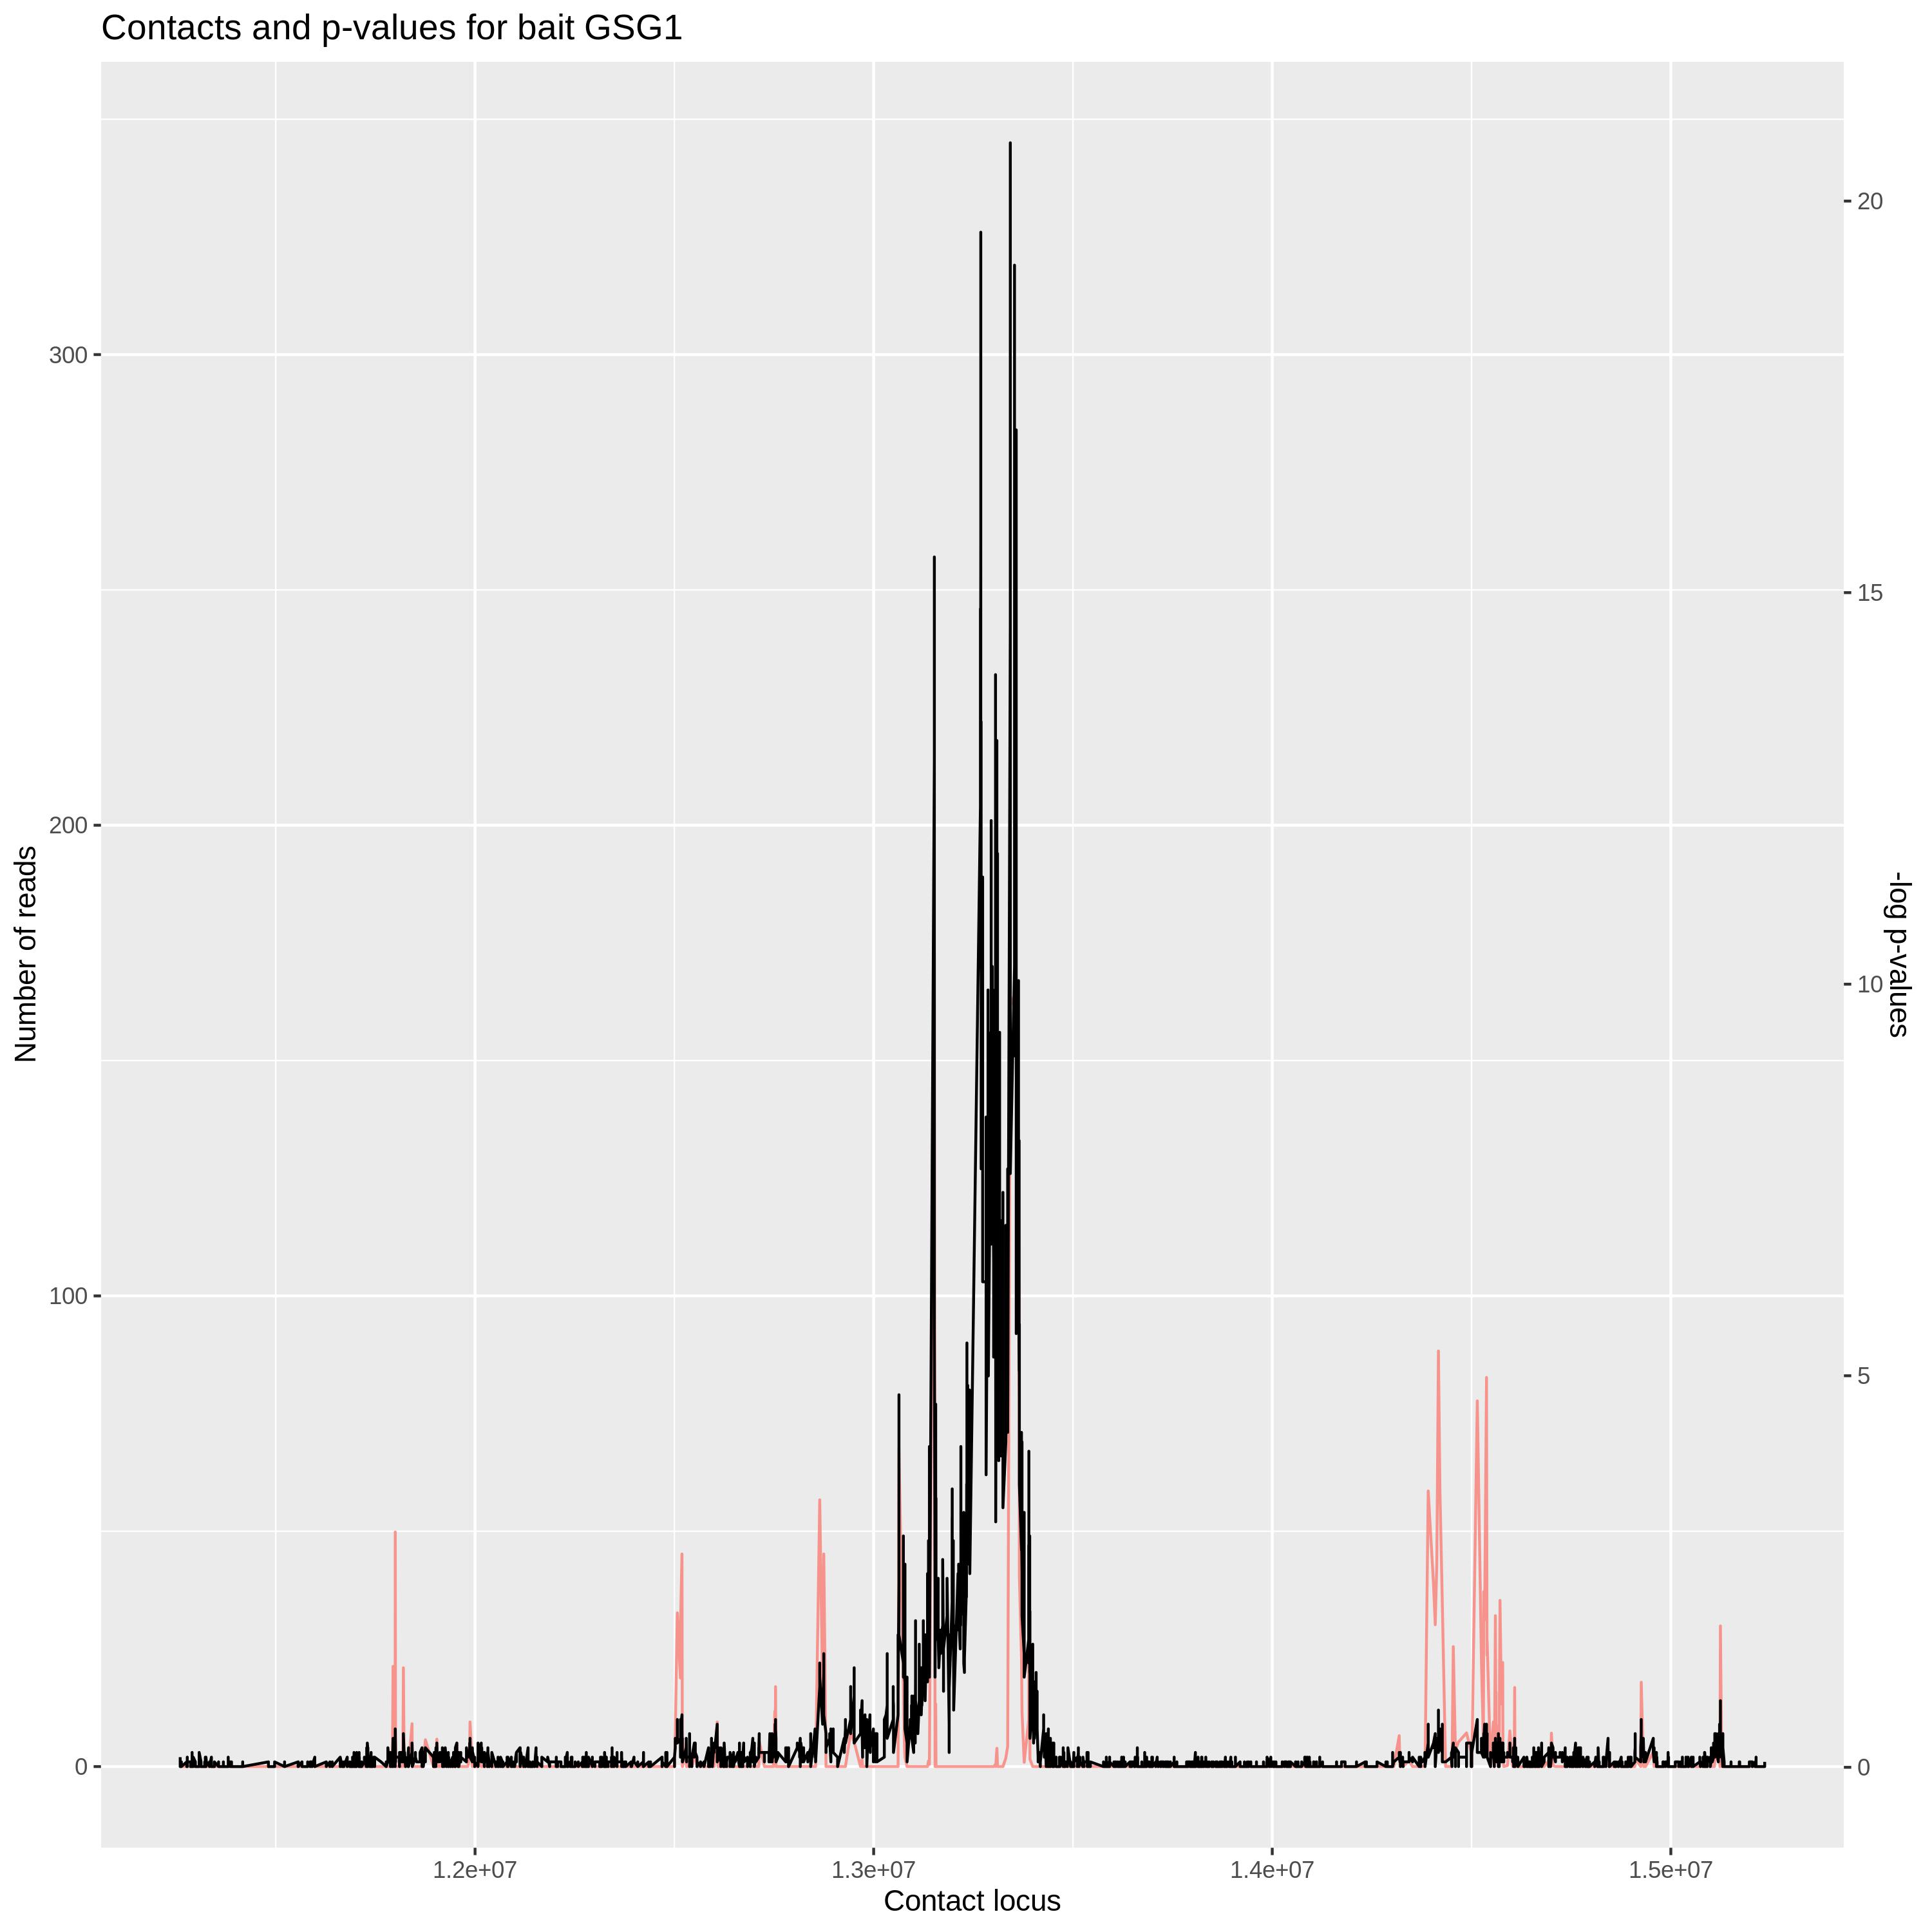 Contacts and p-values for bait GSG1
Number of reads
300
200
100
0
20
15
10
5
0
-log p-values
1.2e+07
1.3e+07
1.4e+07
1.5e+07
Contact locus